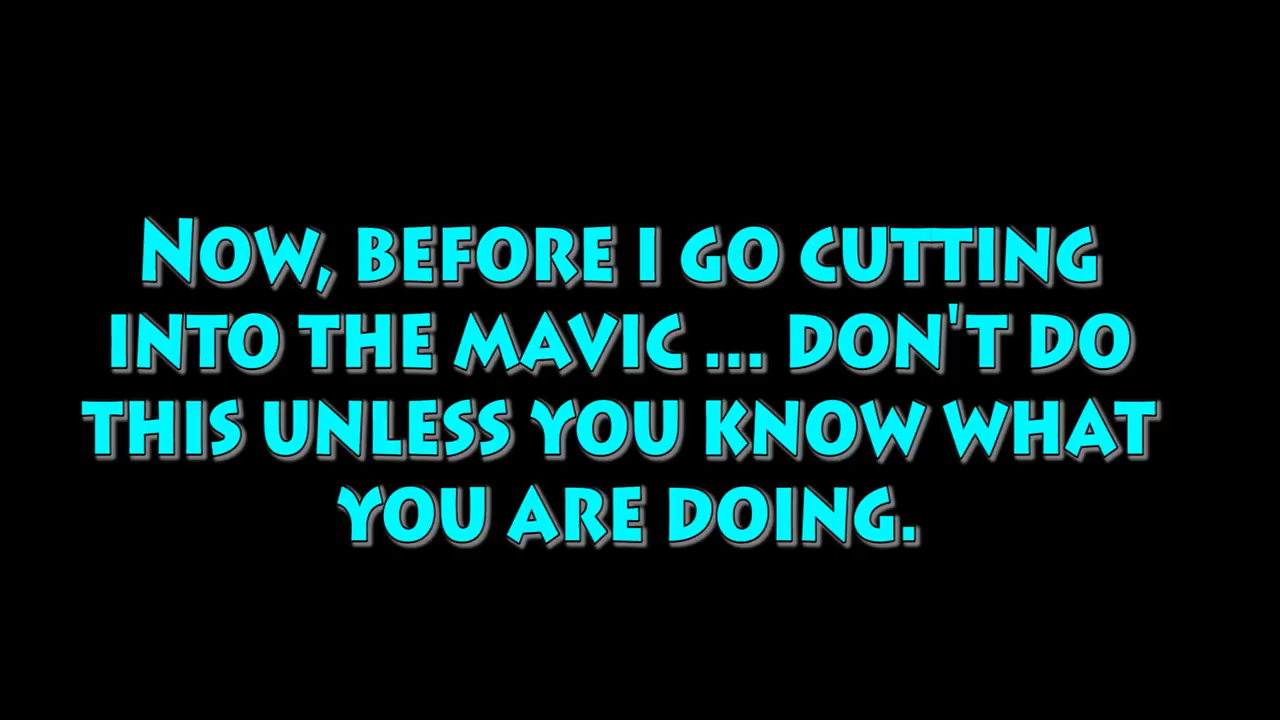 Now, before I go cutting
into the Mavic ... don't do
this unless you know what
you are doing.